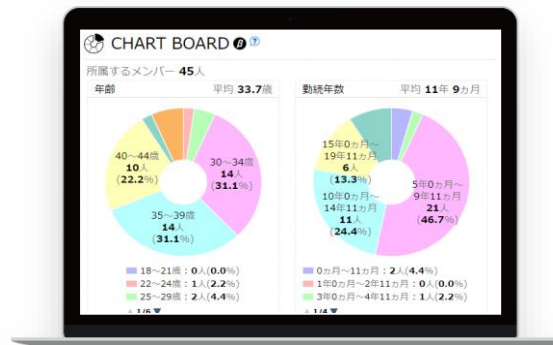 CHART BOARD β ?
所属するメンバー 45人
年齢 平均 33.7歳
30～34歳
14人
(31.1%)
35～39歳
14人
(31.1%)
40～44歳
10人
(22.2%)
18～21歳：0人(0.0%)
22～24歳：1人(2.2%)
25～29歳：2人(4.4%)
▲ 1/6 ▼
勤続年数 平均 11年 9カ月
5年0カ月～
9年11カ月
21人
(46.7%)
10年0カ月～
14年11カ月
11人
(24.4%)
15年0カ月～
19年11カ月
6人
(13.3%)
0カ月～11カ月：2人(4.4%)
1年0カ月～2年11カ月：0人(0.0%)
3年0カ月～4年11カ月：1人(2.2%)
▲ 1/4 ▼